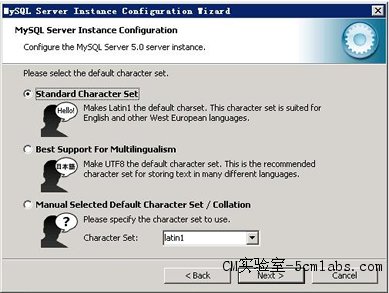 MySQL Server Instance Configuration Wizard
MySQL Server Instance Configuration
Configure the MySQL Server 5.0 server instance.
Please select the default character set.
Standard Character Set
Hello!
Makes Latin1 the default charset. This character set is suited for
English and other West European languages.
Best Support For Multilingualism
日本語
Make UTF8 the default character set. This is the recommended
character set for storing text in many different languages.
Manual Selected Default Character Set / Collation
?
Please specify the character set to use.
Character Set:
latin1
CM实验室-5cmlabs.com
< Back
Next >
Cancel